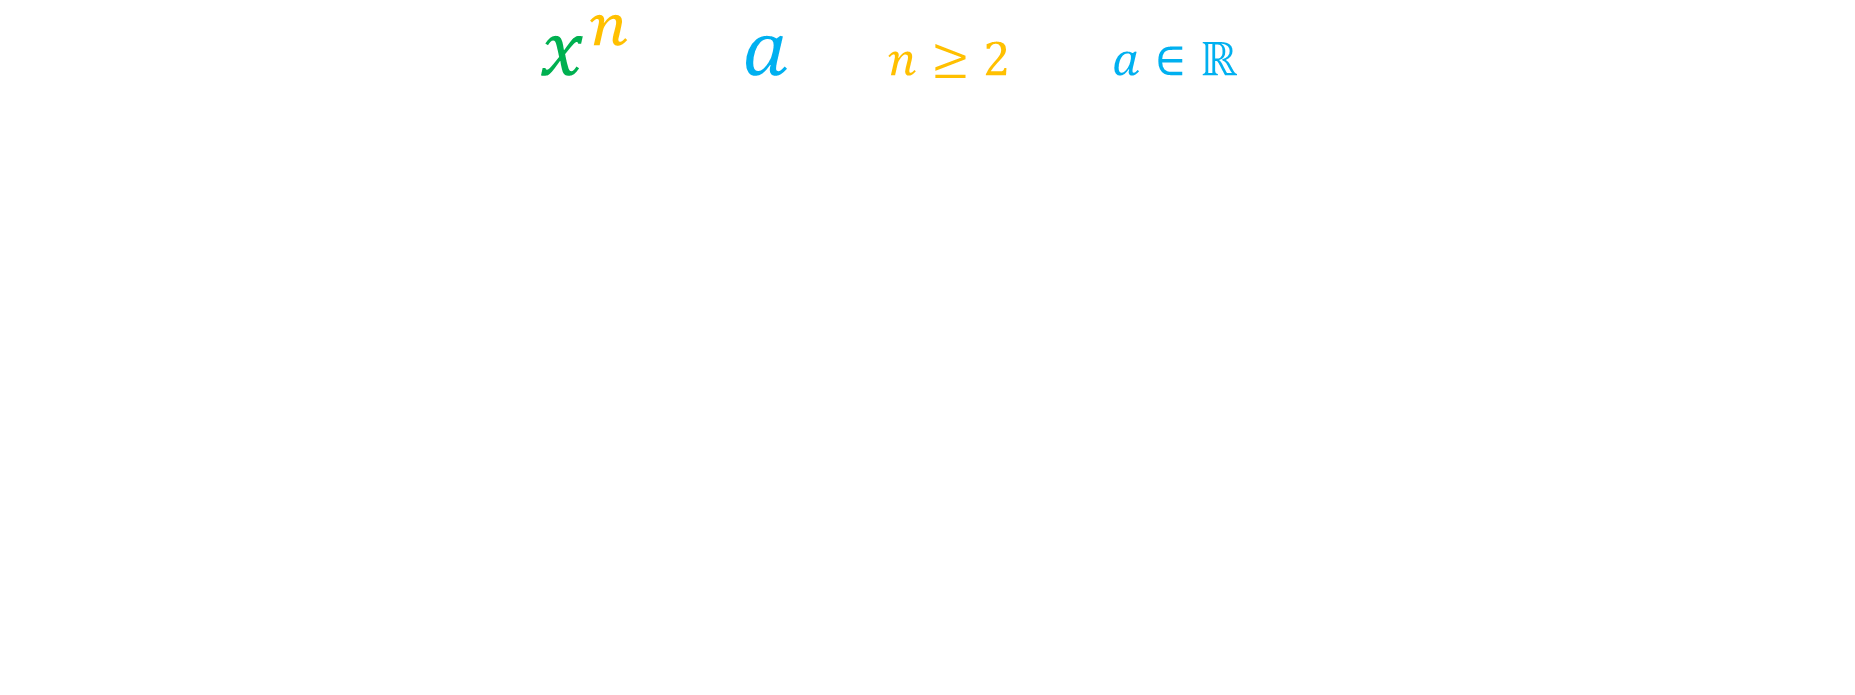 xⁿ a n ≥ 2 a ∈ ℝ